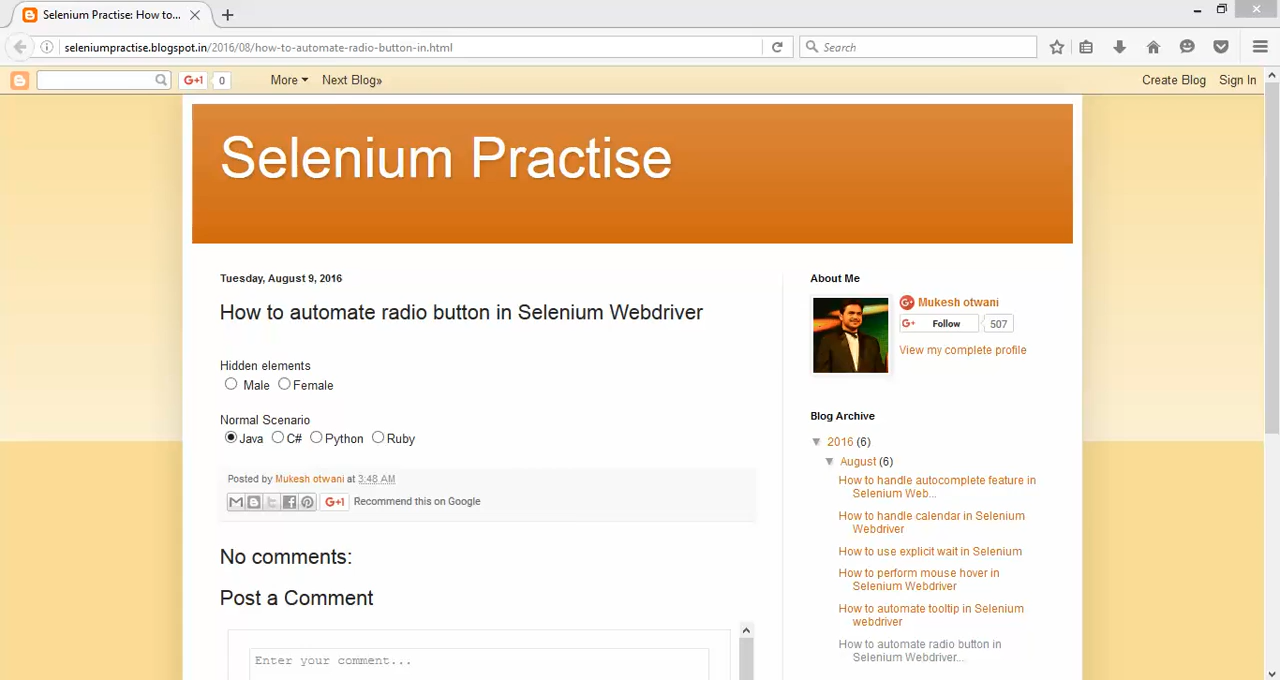 Selenium Practise: How to...
seleniumpractise.blogspot.in/2016/08/how-to-automate-radio-button-in.html
Search
G+1 0 More Next Blog» Create Blog Sign In
Selenium Practise
Tuesday, August 9, 2016
How to automate radio button in Selenium Webdriver
Hidden elements
Male Female
Normal Scenario
Java C# Python Ruby
Posted by Mukesh otwani at 3:48 AM
G+1 Recommend this on Google
No comments:
Post a Comment
Enter your comment...
About Me
G+ Mukesh otwani
G+ Follow 507
View my complete profile
Blog Archive
▼ 2016 (6)
▼ August (6)
How to handle autocomplete feature in
Selenium Web...
How to handle calendar in Selenium
Webdriver
How to use explicit wait in Selenium
How to perform mouse hover in
Selenium Webdriver
How to automate tooltip in Selenium
webdriver
How to automate radio button in
Selenium Webdriver...